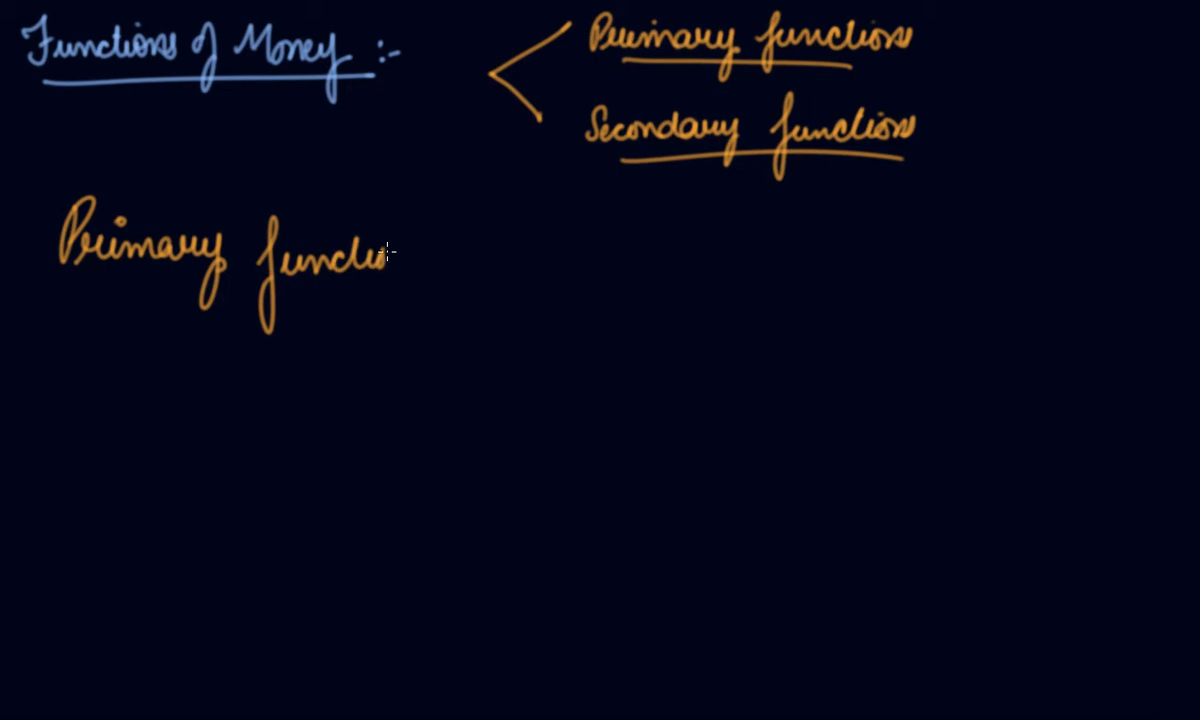 Functions of Money :-
Primary functions
Secondary functions
Primary functio